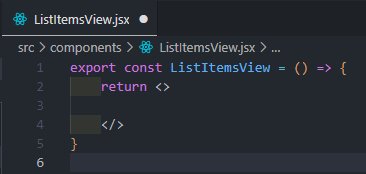 ListItemsView.jsx
src > components > ListItemsView.jsx > ...
1 export const ListItemsView = () => {
2     return <>
3
4     </>
5 }
6